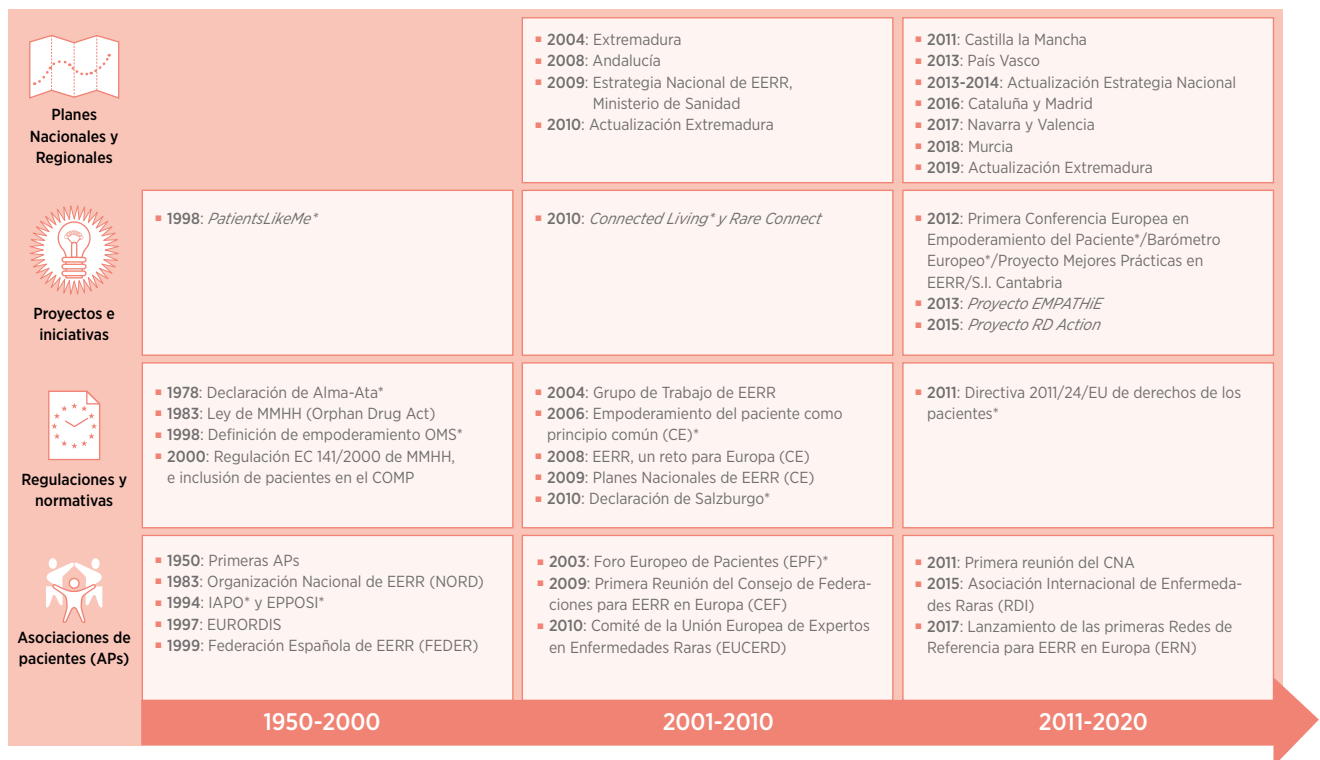 Planes
Nacionales y
Regionales
▪ 2004: Extremadura
▪ 2008: Andalucía
▪ 2009: Estrategia Nacional de EERR,
Ministerio de Sanidad
▪ 2010: Actualización Extremadura
▪ 2011: Castilla la Mancha
▪ 2013: País Vasco
▪ 2013-2014: Actualización Estrategia Nacional
▪ 2016: Cataluña y Madrid
▪ 2017: Navarra y Valencia
▪ 2018: Murcia
▪ 2019: Actualización Extremadura
Proyectos e
iniciativas
▪ 1998: PatientsLikeMe*
▪ 2010: Connected Living* y Rare Connect
▪ 2012: Primera Conferencia Europea en
Empoderamiento del Paciente*/Barómetro
Europeo*/Proyecto Mejores Prácticas en
EERR/S.I. Cantabria
▪ 2013: Proyecto EMPATHiE
▪ 2015: Proyecto RD Action
Regulaciones y
normativas
▪ 1978: Declaración de Alma-Ata*
▪ 1983: Ley de MMHH (Orphan Drug Act)
▪ 1998: Definición de empoderamiento OMS*
▪ 2000: Regulación EC 141/2000 de MMHH,
e inclusión de pacientes en el COMP
▪ 2004: Grupo de Trabajo de EERR
▪ 2006: Empoderamiento del paciente como
principio común (CE)*
▪ 2008: EERR, un reto para Europa (CE)
▪ 2009: Planes Nacionales de EERR (CE)
▪ 2010: Declaración de Salzburgo*
▪ 2011: Directiva 2011/24/EU de derechos de los
pacientes*
Asociaciones de
pacientes (APs)
▪ 1950: Primeras APs
▪ 1983: Organización Nacional de EERR (NORD)
▪ 1994: IAPO* y EPPOSI*
▪ 1997: EURORDIS
▪ 1999: Federación Española de EERR (FEDER)
▪ 2003: Foro Europeo de Pacientes (EPF)*
▪ 2009: Primera Reunión del Consejo de Federa-
ciones para EERR en Europa (CEF)
▪ 2010: Comité de la Unión Europea de Expertos
en Enfermedades Raras (EUCERD)
▪ 2011: Primera reunión del CNA
▪ 2015: Asociación Internacional de Enfermeda-
des Raras (RDI)
▪ 2017: Lanzamiento de las primeras Redes de
Referencia para EERR en Europa (ERN)
1950-2000
2001-2010
2011-2020